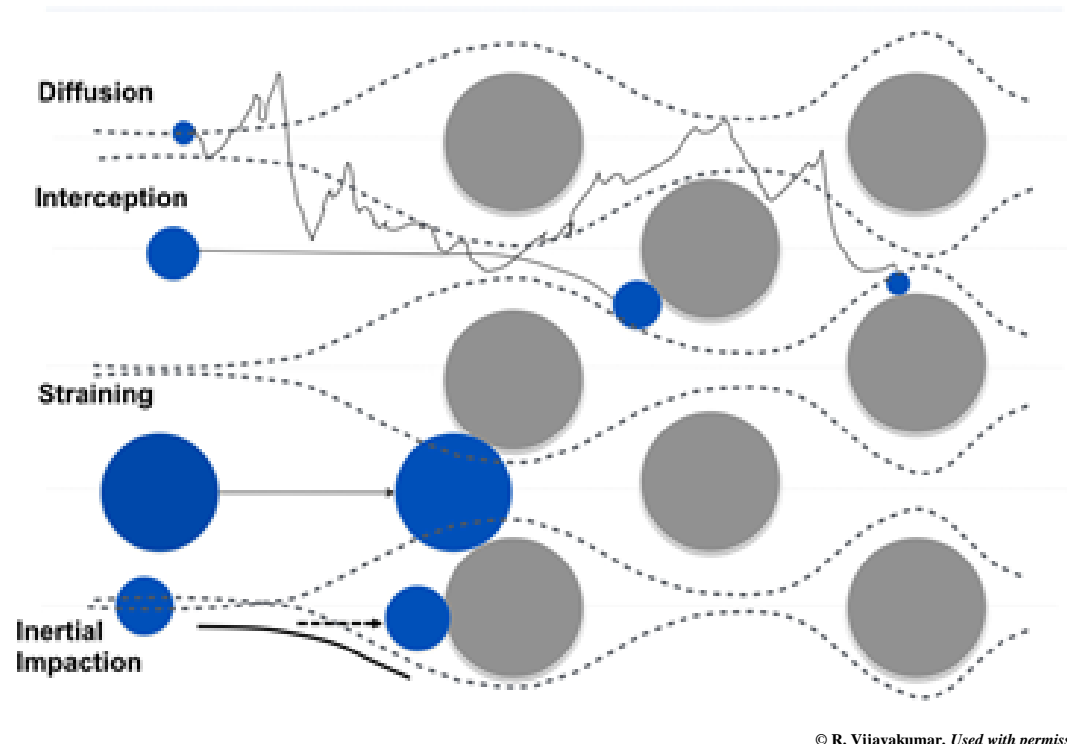 Diffusion
Interception
Straining
Inertial
Impaction
© R. Vijayakumar. Used with permiss